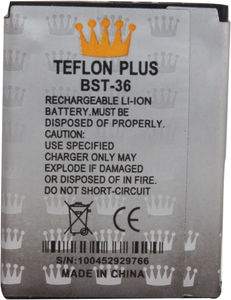 TEFLON PLUS
BST-36
RECHARGEABLE LI-ION
BATTERY.MUST BE
DISPOSED OF PROPERLY.
USE SPECIFIED
CHARGER ONLY.MAY
EXPLODE IF DAMAGED OR
DISPOSED OF IN FIRE.
DO NOT SHORT-CIRCUIT
CE
S/N:100452929766
MADE IN CHINA